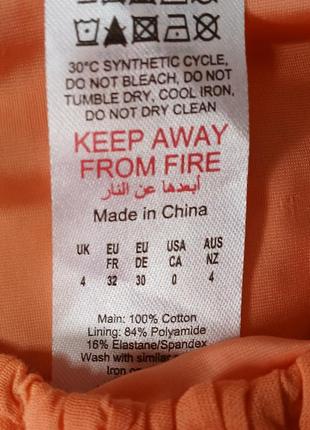 30°C SYNTHETIC CYCLE,
DO NOT BLEACH, DO NOT
TUMBLE DRY, COOL IRON,
DO NOT DRY CLEAN
KEEP AWAY
FROM FIRE
أبعدها عن النار
Made in China
UK EU EU USA AUS
FR DE CA NZ
4 32 30 0 4
Main: 100% Cotton
Lining: 84% Polyamide
16% Elastane/Spandex
Wash with similar
Iron